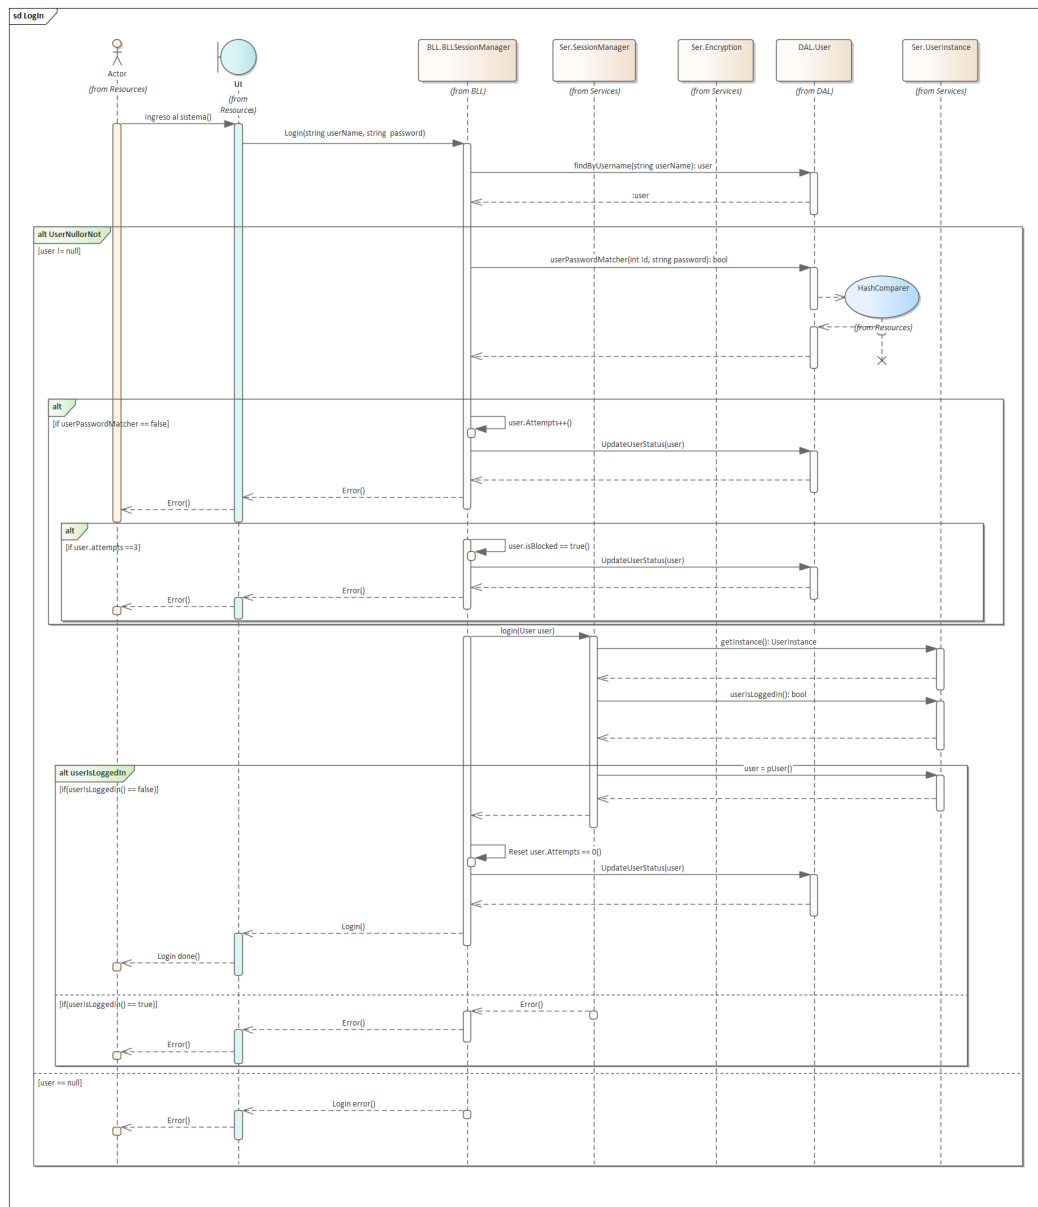 sd LogIn
Actor
(from Resources)
UI
(from
Resources)
BLL.BLLSessionManager
(from BLL)
Ser.SessionManager
(from Services)
Ser.Encryption
(from Services)
DAL.User
(from DAL)
Ser.UserInstance
(from Services)
Ingreso al sistema()
Login(string userName, string password)
findByUsername(string userName): user
:user
alt UserNullorNot
[user != null]
userPasswordMatcher(int Id, string password): bool
HashComparer
(from Resources)
alt
[if userPasswordMatcher == false]
user.Attempts++()
UpdateUserStatus(user)
Error()
Error()
alt
[if user.attempts ==3]
user.isBlocked == true()
UpdateUserStatus(user)
Error()
Error()
login(User user)
getInstance(): UserInstance
userIsLoggedIn(): bool
alt userIsLoggedIn
user = pUser()
[if(userIsLoggedIn() == false)]
Reset user.Attempts == 0()
UpdateUserStatus(user)
Login()
Login done()
[if(userIsLoggedIn() == true)]
Error()
Error()
Error()
[user == null]
Login error()
Error()